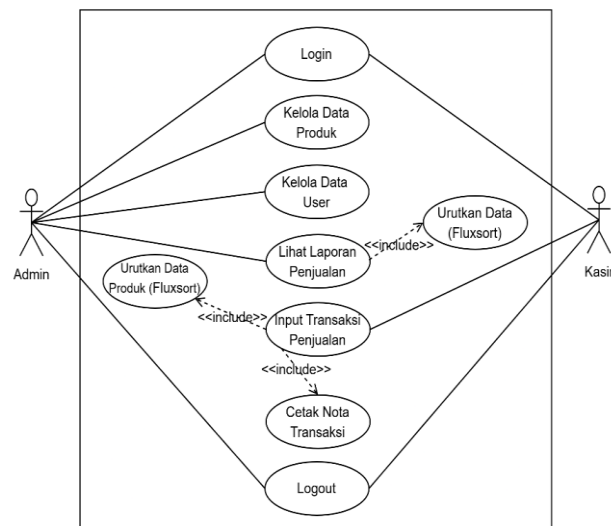 Login
Kelola Data
Produk
Kelola Data
User
Urutkan Data
(Fluxsort)
<<include>>
Lihat Laporan
Penjualan
Admin
Kasir
Urutkan Data
Produk (Fluxsort)
<<include>>
Input Transaksi
Penjualan
<<include>>
Cetak Nota
Transaksi
Logout